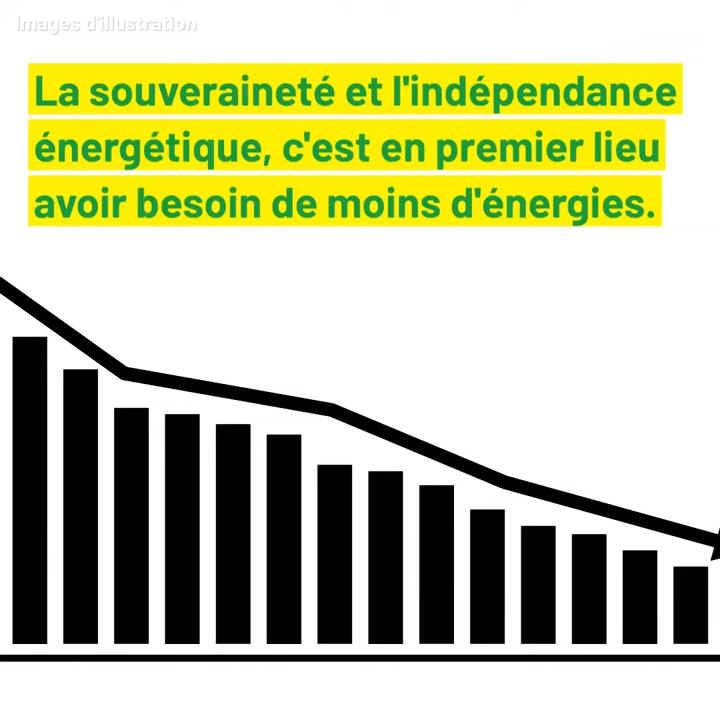 Images d'illustration
La souveraineté et l'indépendance
énergétique, c'est en premier lieu
avoir besoin de moins d'énergies.